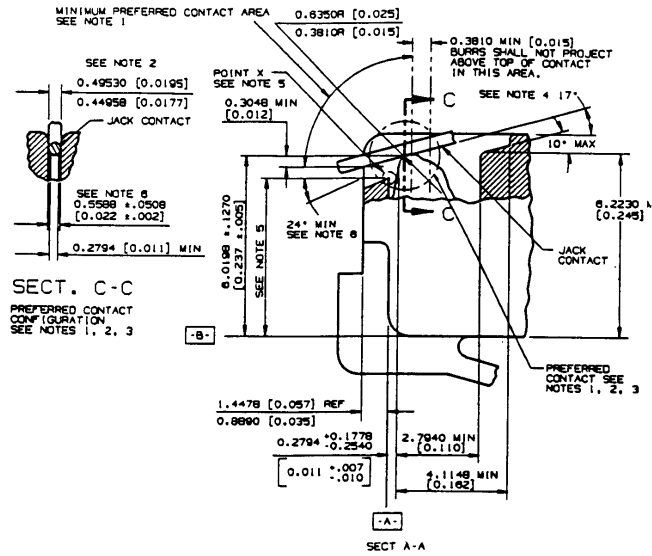 MINIMUM PREFERRED CONTACT AREA
SEE NOTE 1
0.6350R [0.025]
0.3810R [0.015]
0.3810 MIN [0.015]
BURRS SHALL NOT PROJECT
ABOVE TOP OF CONTACT
IN THIS AREA.
SEE NOTE 2
0.49530 [0.0195]
0.44958 [0.0177]
JACK CONTACT
POINT X
SEE NOTE 5
0.3048 MIN
[0.012]
C
SEE NOTE 4 17°
10° MAX
SEE NOTE 6
0.5588 ±.0508
[0.022 ±.002]
0.2794 [0.011] MIN
SECT. C-C
PREFERRED CONTACT
CONFIGURATION
SEE NOTES 1, 2, 3
24° MIN
SEE NOTE 6
C
6.0198 ±.1270
[0.237 ±.005]
SEE NOTE 5
6.2230 M
[0.245]
JACK
CONTACT
-B-
PREFERRED
CONTACT SEE
NOTES 1, 2, 3
1.4478 [0.057] REF
0.8890 [0.035]
0.2794 +0.1778
-0.2540
[0.011 +.007
-.010]
2.7940 MIN
[0.110]
4.1148 MIN
[0.162]
-A-
SECT A-A